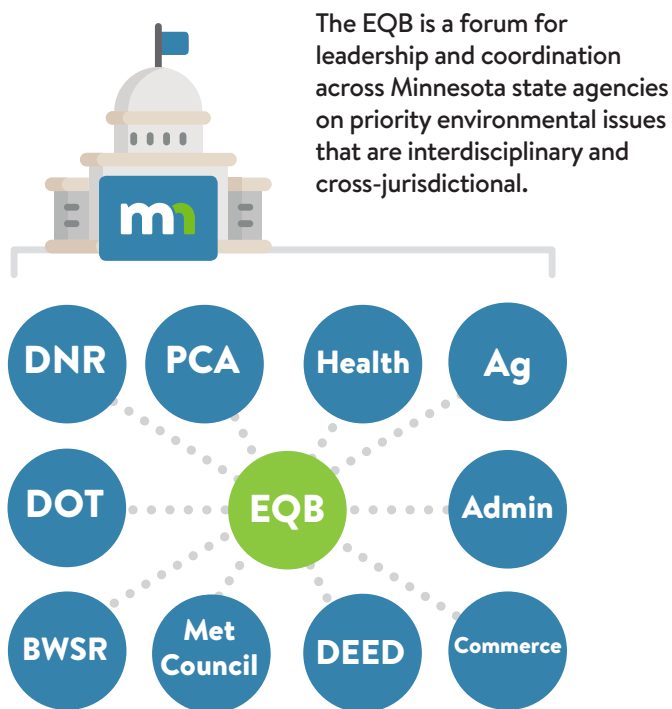 The EQB is a forum for
leadership and coordination
across Minnesota state agencies
on priority environmental issues
that are interdisciplinary and
cross-jurisdictional.
mn
DNR
PCA
Health
Ag
DOT
EQB
Admin
BWSR
Met
Council
DEED
Commerce